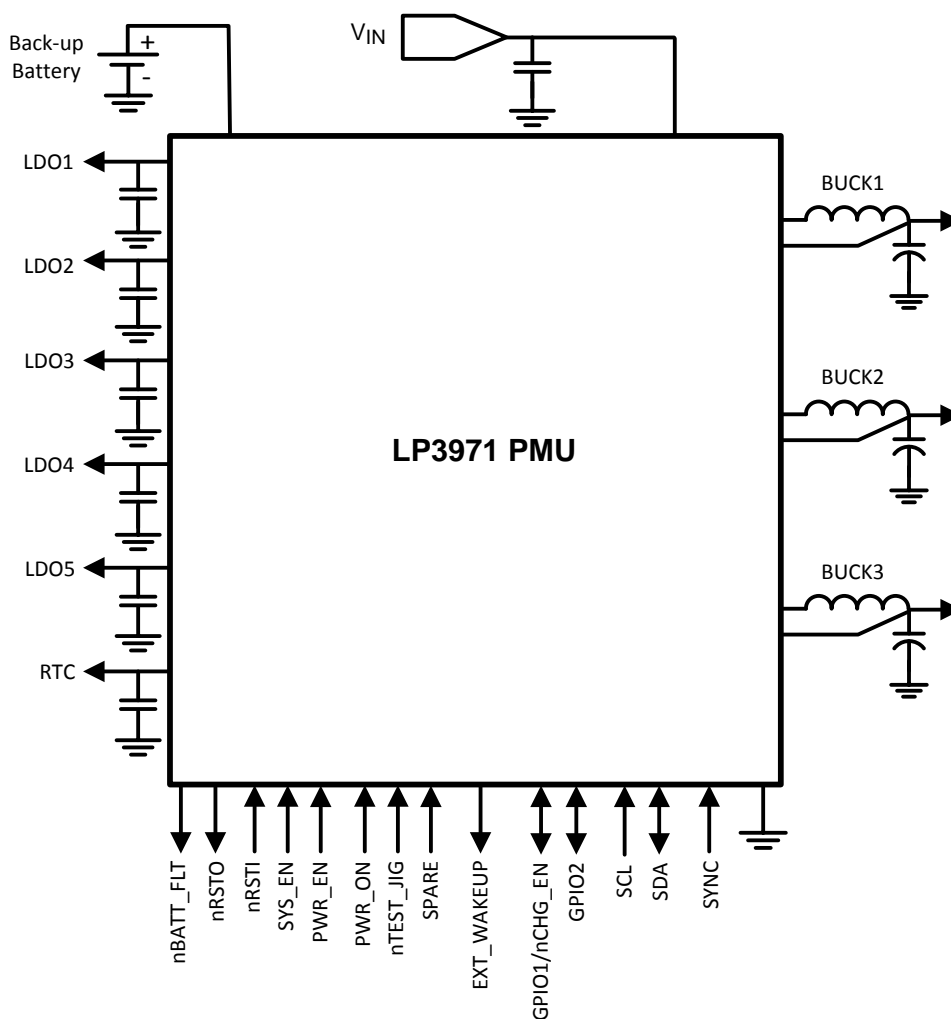 Back-up
Battery
+
-
VIN
LDO1
LDO2
LDO3
LDO4
LDO5
RTC
LP3971 PMU
BUCK1
BUCK2
BUCK3
nBATT_FLT
nRSTO
nRSTI
SYS_EN
PWR_EN
PWR_ON
nTEST_JIG
SPARE
EXT_WAKEUP
GPIO1/nCHG_EN
GPIO2
SCL
SDA
SYNC